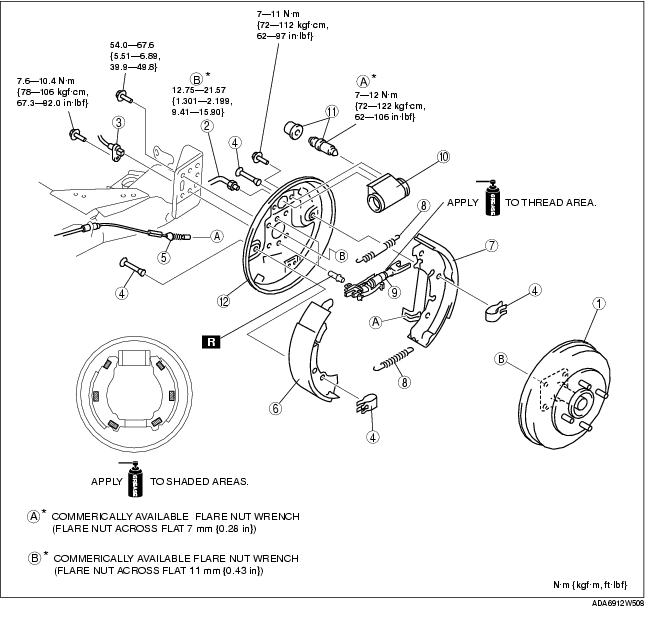 7—11 N·m
{72—112 kgf·cm,
62—97 in·lbf}
54.0—67.6
{5.51—6.89,
39.9—49.8}
B*
12.75—21.57
{1.301—2.199,
9.41—15.90}
A*
7—12 N·m
{72—122 kgf·cm,
62—106 in·lbf}
7.6—10.4 N·m
{78—106 kgf·cm,
67.3—92.0 in·lbf}
3
2
4
11
10
APPLY GREASE TO THREAD AREA.
8
7
A
5
B
4
12
9
4
A
1
R
B
6
8
4
APPLY GREASE TO SHADED AREAS.
A* COMMERICALLY AVAILABLE FLARE NUT WRENCH
(FLARE NUT ACROSS FLAT 7 mm {0.28 in})
B* COMMERICALLY AVAILABLE FLARE NUT WRENCH
(FLARE NUT ACROSS FLAT 11 mm {0.43 in})
N·m {kgf·m, ft·lbf}
ADA6912W508